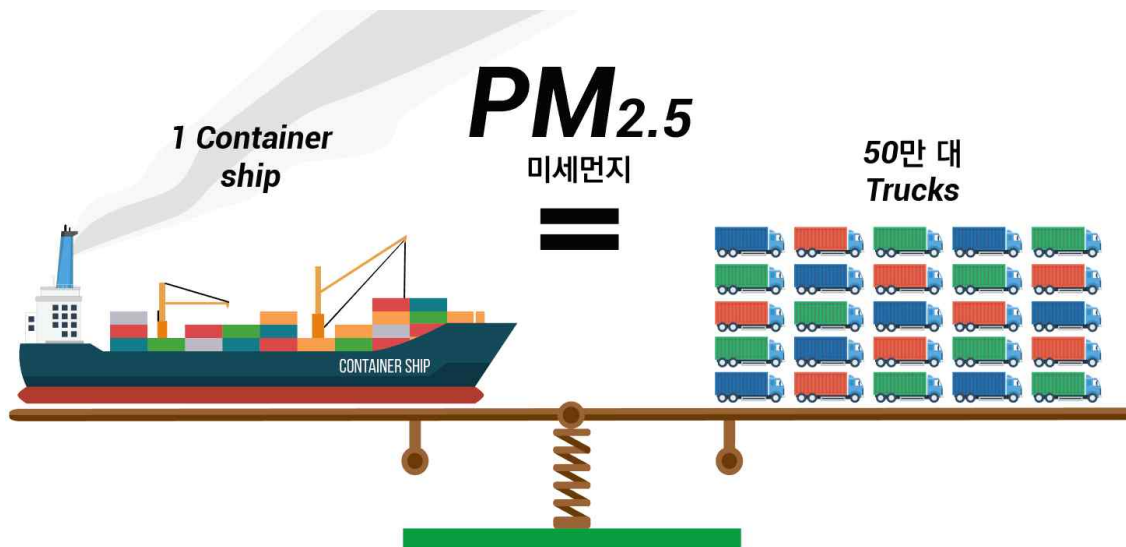 1 Container
ship
PM2.5
미세먼지
=
50만 대
Trucks
CONTAINER SHIP